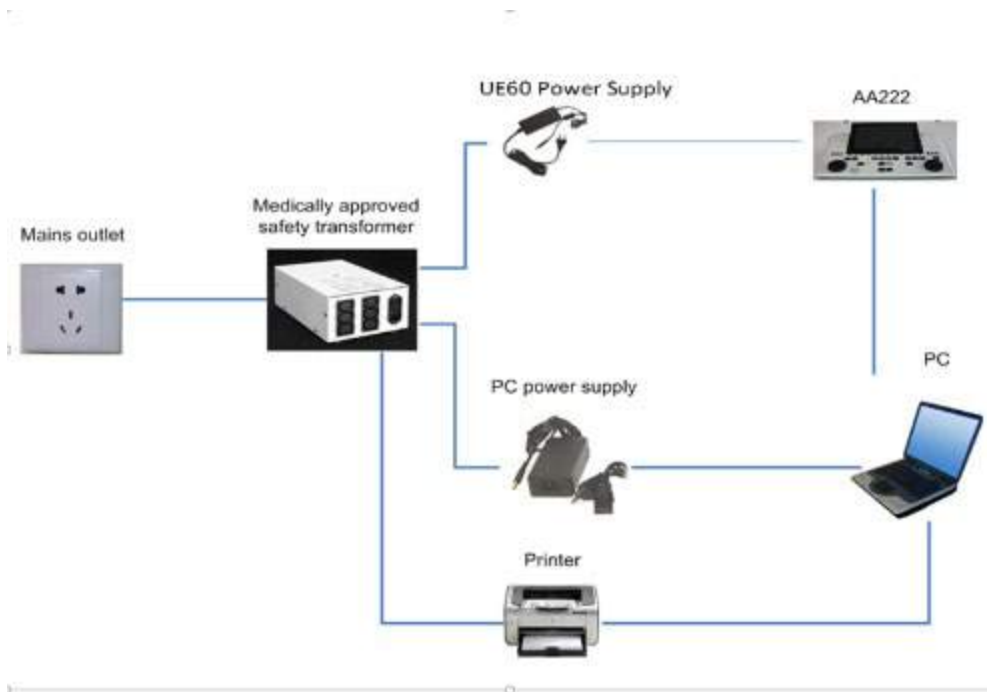 UE60 Power Supply
AA222
Medically approved
safety transformer
Mains outlet
PC
PC power supply
Printer